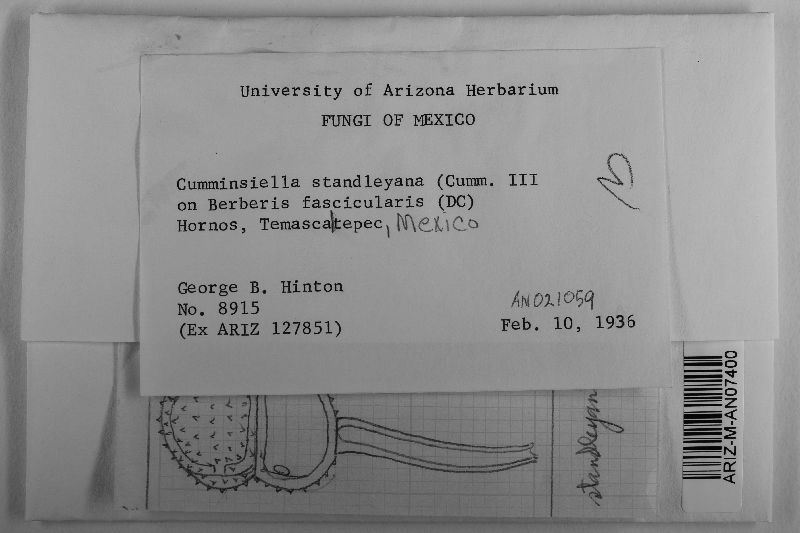 University of Arizona Herbarium
FUNGI OF MEXICO
Cumminsiella standleyana (Cumm. III
on Berberis fascicularis (DC)
Hornos, Temascaltepec, Mexico
George B. Hinton
No. 8915
(Ex ARIZ 127851)
AN021059
Feb. 10, 1936
ARIZ-M-AN07400
standleyan